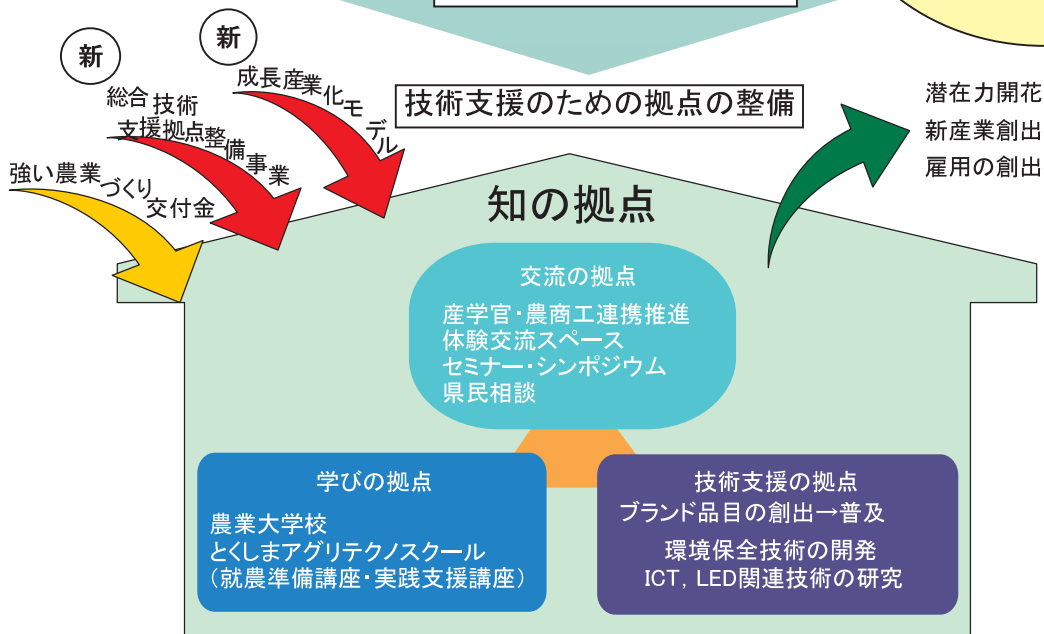 新
新
成長産業化モデル
総合技術
支援拠点整備事業
強い農業づくり交付金
技術支援のための拠点の整備
潜在力開花
新産業創出
雇用の創出
知の拠点
交流の拠点
産学官・農商工連携推進
体験交流スペース
セミナー・シンポジウム
県民相談
学びの拠点
農業大学校
とくしまアグリテクノスクール
(就農準備講座・実践支援講座)
技術支援の拠点
ブランド品目の創出→普及
環境保全技術の開発
ICT, LED関連技術の研究